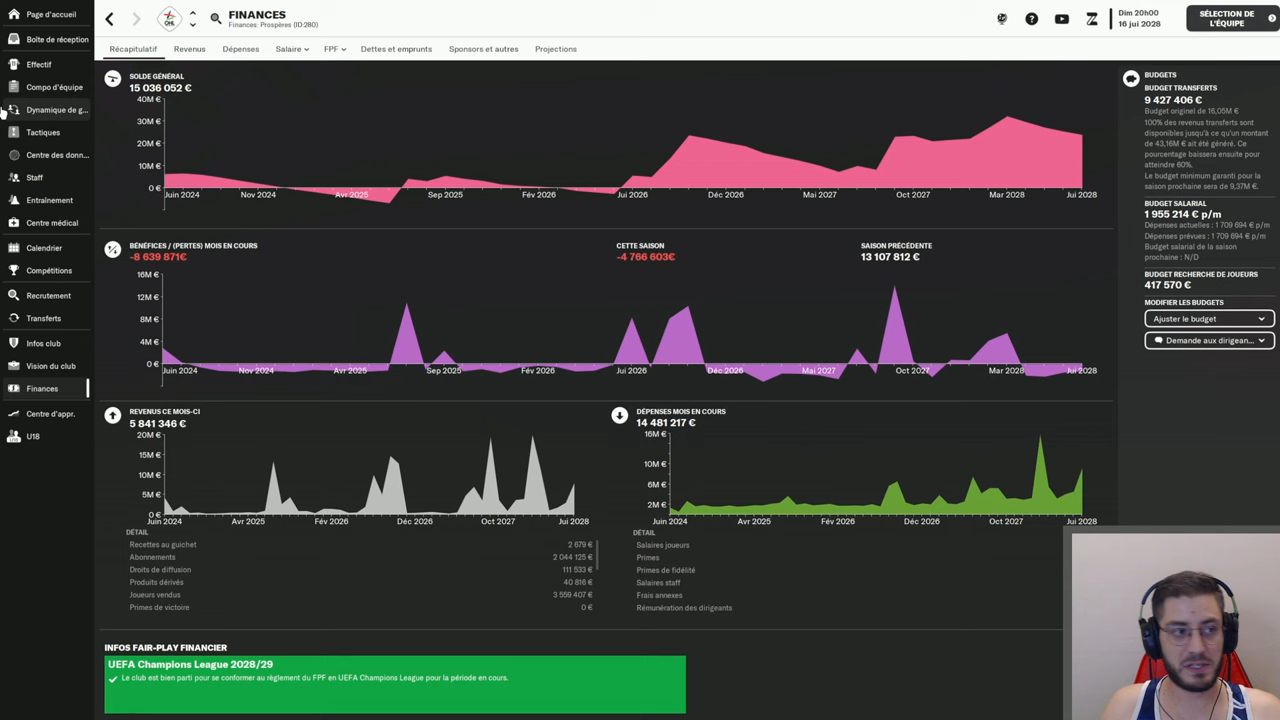 Page d'accueil
Boîte de réception
Effectif
Compo d'équipe
Dynamique de g...
Tactiques
Centre des donn...
Staff
Entraînement
Centre médical
Calendrier
Compétitions
Recrutement
Transferts
Infos club
Vision du club
Finances
Centre d'appr.
U18
OHL
FINANCES
Finances: Prospères (ID:280)
Dim 20h00
16 jui 2028
SÉLECTION DE L'ÉQUIPE
Récapitulatif
Revenus
Dépenses
Salaire
FPF
Dettes et emprunts
Sponsors et autres
Projections
SOLDE GÉNÉRAL
15 036 052 €
40M €
30M €
20M €
10M €
0 €
Juin 2024
Nov 2024
Avr 2025
Sep 2025
Fév 2026
Jui 2026
Déc 2026
Mai 2027
Oct 2027
Mar 2028
Jui 2028
BÉNÉFICES / (PERTES) MOIS EN COURS
-8 639 871€
CETTE SAISON
-4 766 603€
SAISON PRÉCÉDENTE
13 107 812 €
16M €
12M €
8M €
4M €
0 €
Juin 2024
Nov 2024
Avr 2025
Sep 2025
Fév 2026
Jui 2026
Déc 2026
Mai 2027
Oct 2027
Mar 2028
Jui 2028
REVENUS CE MOIS-CI
5 841 346 €
20M €
15M €
10M €
5M €
0 €
Juin 2024
Avr 2025
Fév 2026
Déc 2026
Oct 2027
Jui 2028
DÉTAIL
Recettes au guichet 2 679 €
Abonnements 2 044 125 €
Droits de diffusion 111 533 €
Produits dérivés 40 816 €
Joueurs vendus 3 559 407 €
Primes de victoire 0 €
DÉPENSES MOIS EN COURS
14 481 217 €
16M €
10M €
6M €
2M €
Juin 2024
Avr 2025
Fév 2026
Déc 2026
Oct 2027
Jui 2028
DÉTAIL
Salaires joueurs
Primes
Primes de fidélité
Salaires staff
Frais annexes
Rémunération des dirigeants
INFOS FAIR-PLAY FINANCIER
UEFA Champions League 2028/29
Le club est bien parti pour se conformer au règlement du FPF en UEFA Champions League pour la période en cours.
BUDGETS
BUDGET TRANSFERTS
9 427 406 €
Budget originel de 16,05M €
100% des revenus transferts sont
disponibles jusqu'à ce qu'un montant
de 43,16M € ait été généré. Ce
pourcentage baissera ensuite pour
atteindre 60%.
Le budget minimum garanti pour la
saison prochaine sera de 9,37M €.
BUDGET SALARIAL
1 955 214 € p/m
Dépenses actuelles : 1 709 694 € p/m
Dépenses prévues : 1 709 694 € p/m
Budget salarial de la saison
prochaine : N/D
BUDGET RECHERCHE DE JOUEURS
417 570 €
MODIFIER LES BUDGETS
Ajuster le budget
Demande aux dirigean...